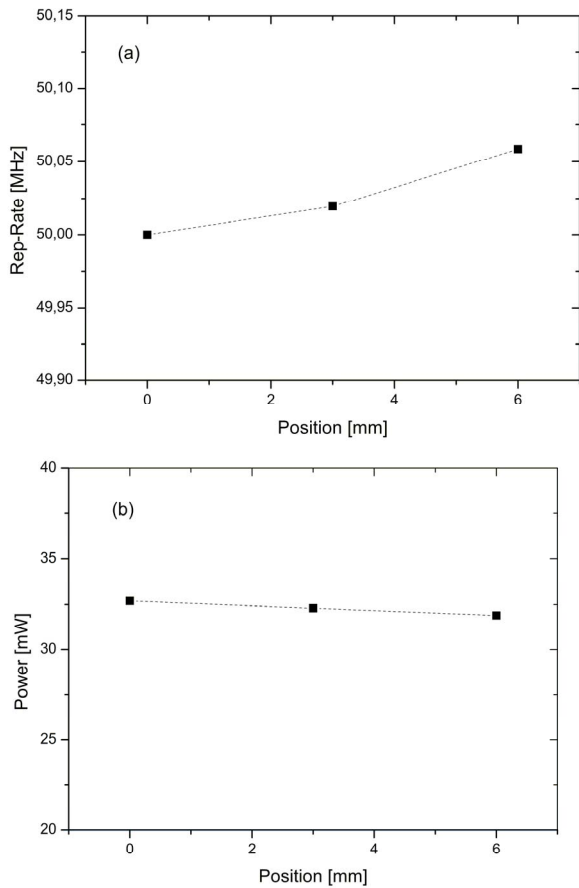 50,15
(a)
50,10
50,05
50,00
49,95
49,90
Rep-Rate [MHz]
0 2 4 6
Position [mm]
40
(b)
35
30
25
20
Power [mW]
0 2 4 6
Position [mm]